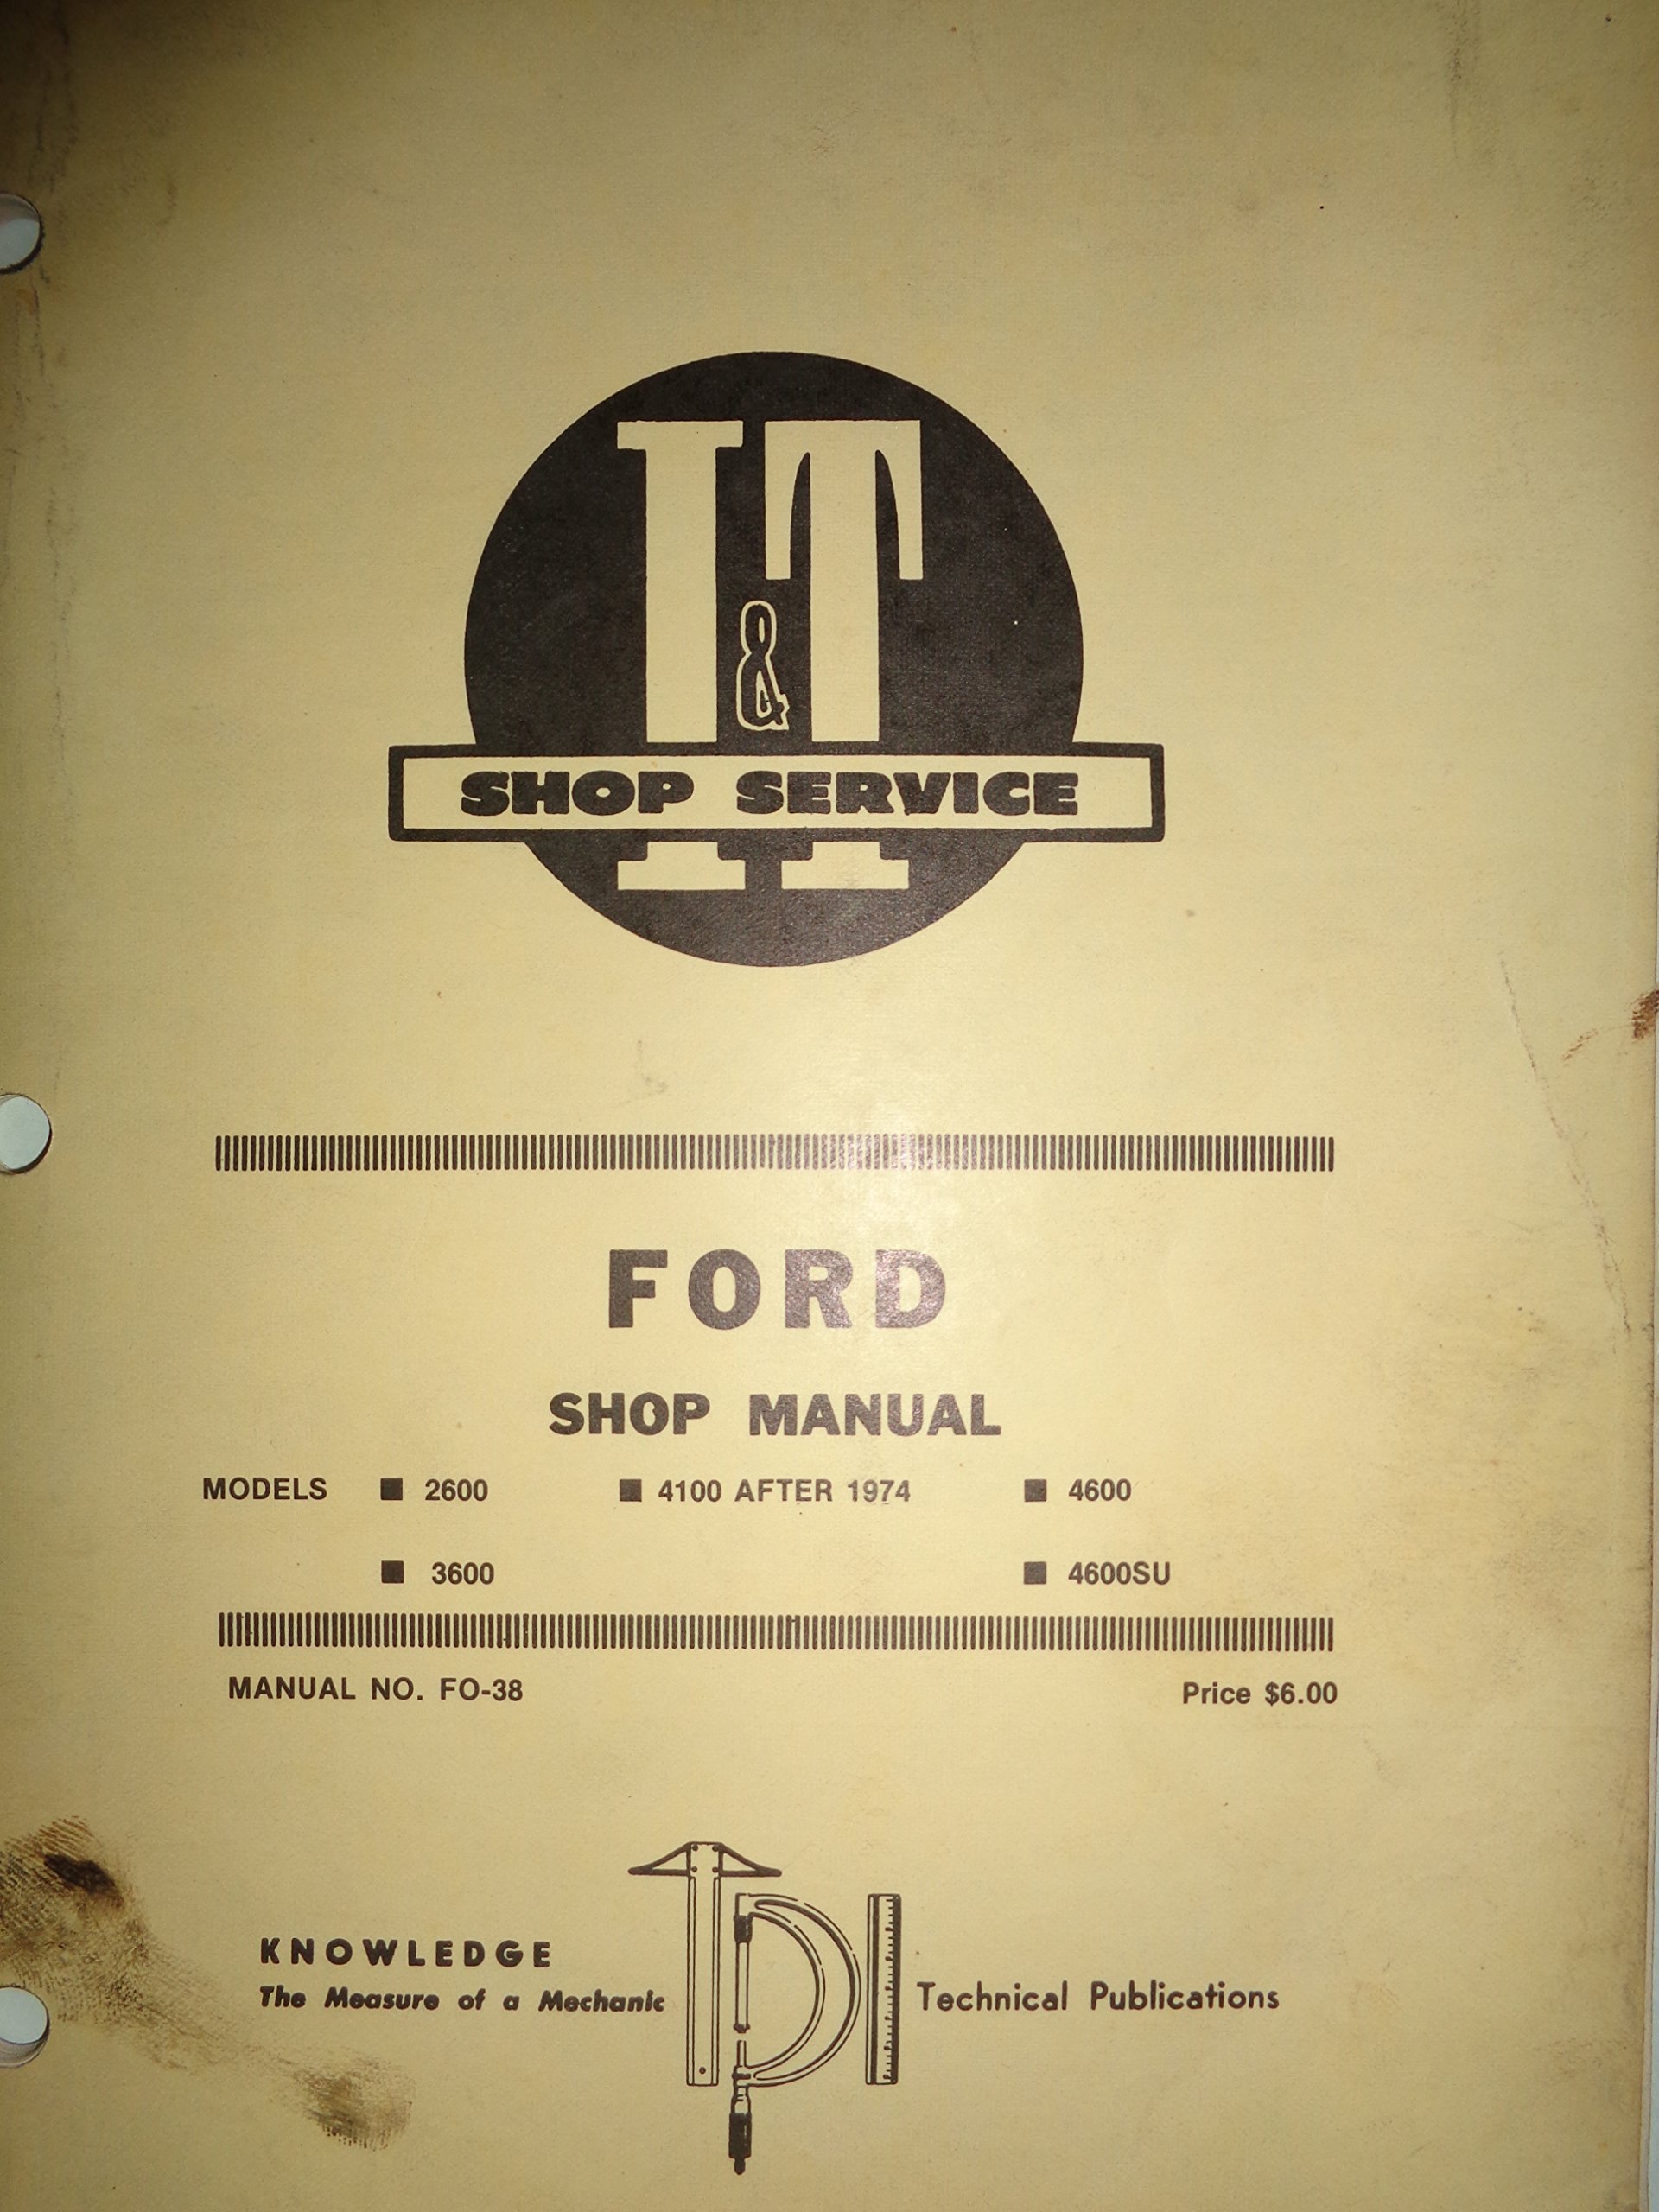 I&T
SHOP SERVICE
FORD
SHOP MANUAL
MODELS ■ 2600 ■ 4100 AFTER 1974 ■ 4600
■ 3600 ■ 4600SU
MANUAL NO. FO-38 Price $6.00
KNOWLEDGE
The Measure of a Mechanic TPI Technical Publications